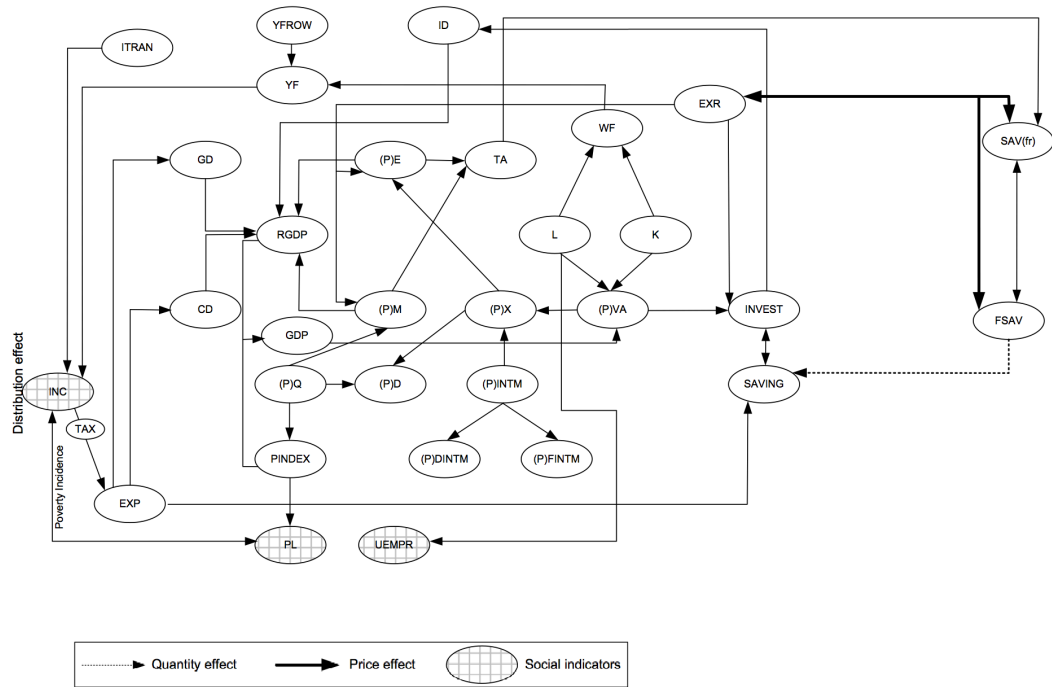 YFROW
ID
ITRAN
YF
EXR
WF
SAV(fr)
GD
(P)E
TA
RGDP
L
K
CD
(P)M
(P)X
(P)VA
INVEST
FSAV
GDP
Distribution effect
INC
(P)Q
(P)D
(P)INTM
SAVING
TAX
PINDEX
(P)DINTM
(P)FINTM
Poverty Incidence
EXP
PL
UEMPR
Quantity effect
Price effect
Social indicators